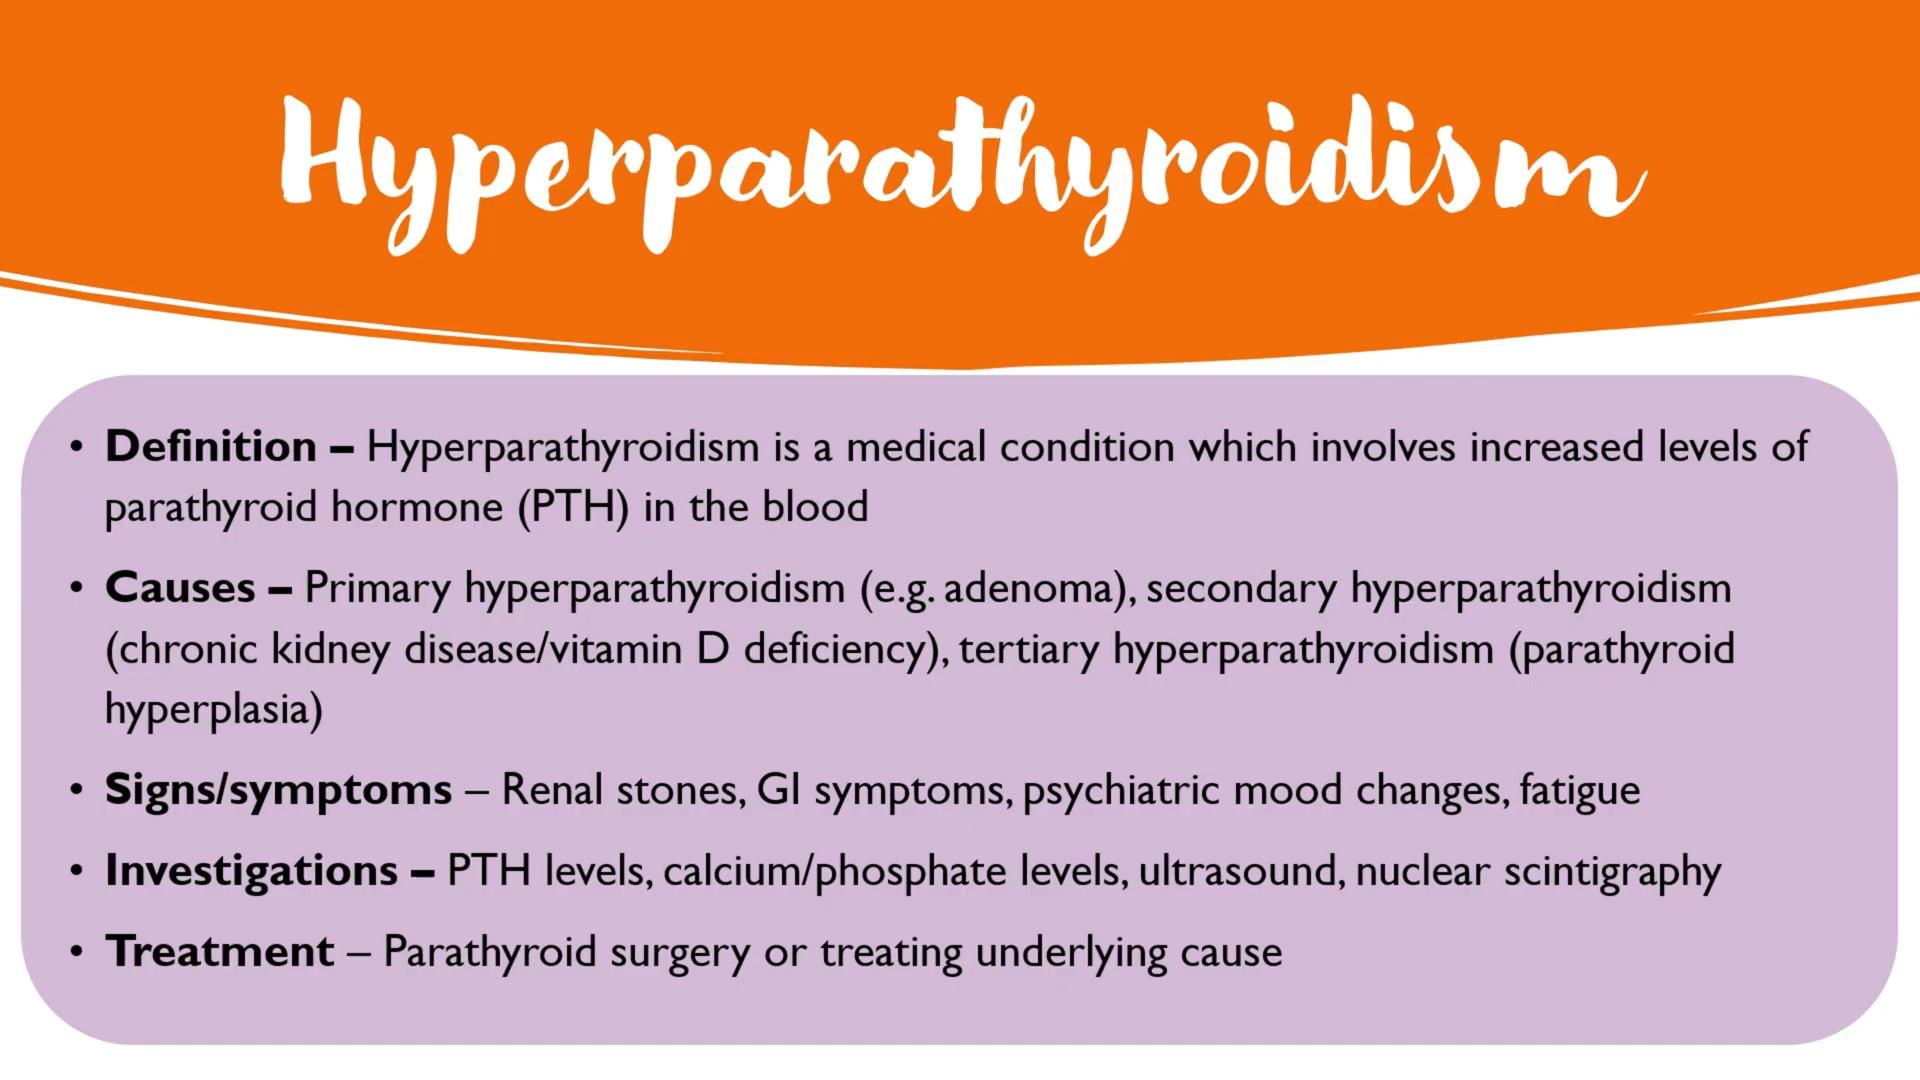 Hyperparathyroidism
• Definition – Hyperparathyroidism is a medical condition which involves increased levels of
parathyroid hormone (PTH) in the blood
• Causes – Primary hyperparathyroidism (e.g. adenoma), secondary hyperparathyroidism
(chronic kidney disease/vitamin D deficiency), tertiary hyperparathyroidism (parathyroid
hyperplasia)
• Signs/symptoms – Renal stones, GI symptoms, psychiatric mood changes, fatigue
• Investigations – PTH levels, calcium/phosphate levels, ultrasound, nuclear scintigraphy
• Treatment – Parathyroid surgery or treating underlying cause